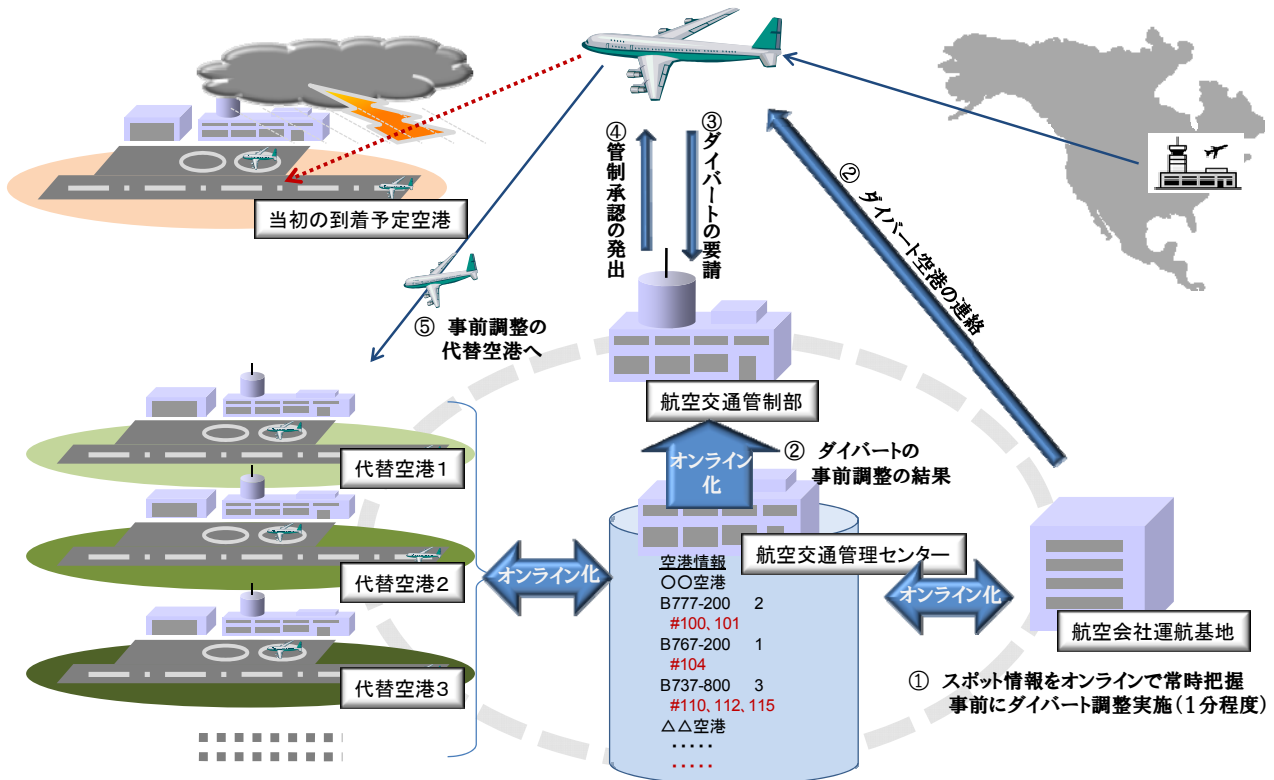 当初の到着予定空港
④管制承認の発出
③ダイバートの要請
② ダイバート空港の連絡
⑤ 事前調整の
代替空港へ
航空交通管制部
オンライン
化
② ダイバートの
事前調整の結果
代替空港1
代替空港2
代替空港3
オンライン化
航空交通管理センター
空港情報
〇〇空港
B777-200 2
#100、101
B767-200 1
#104
B737-800 3
#110、112、115
△△空港
‥‥‥
‥‥‥
オンライン化
航空会社運航基地
① スポット情報をオンラインで常時把握
事前にダイバート調整実施(1分程度)